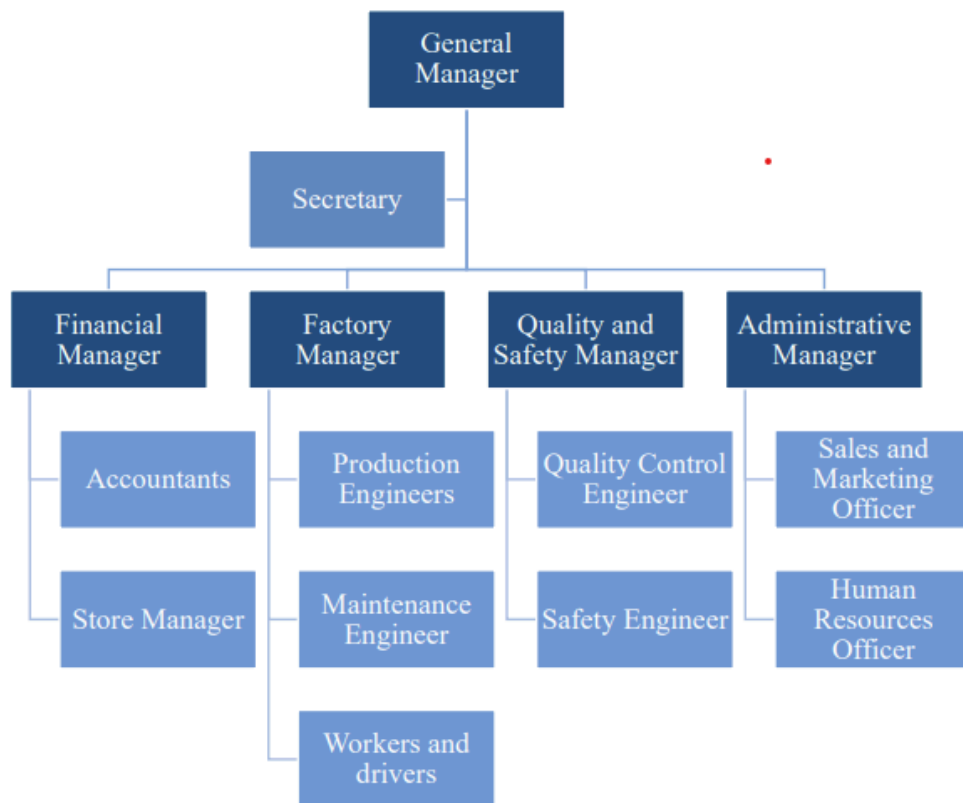 General
Manager
Secretary
Financial
Manager
Factory
Manager
Quality and
Safety Manager
Administrative
Manager
Accountants
Production
Engineers
Quality Control
Engineer
Sales and
Marketing
Officer
Store Manager
Maintenance
Engineer
Safety Engineer
Human
Resources
Officer
Workers and
drivers